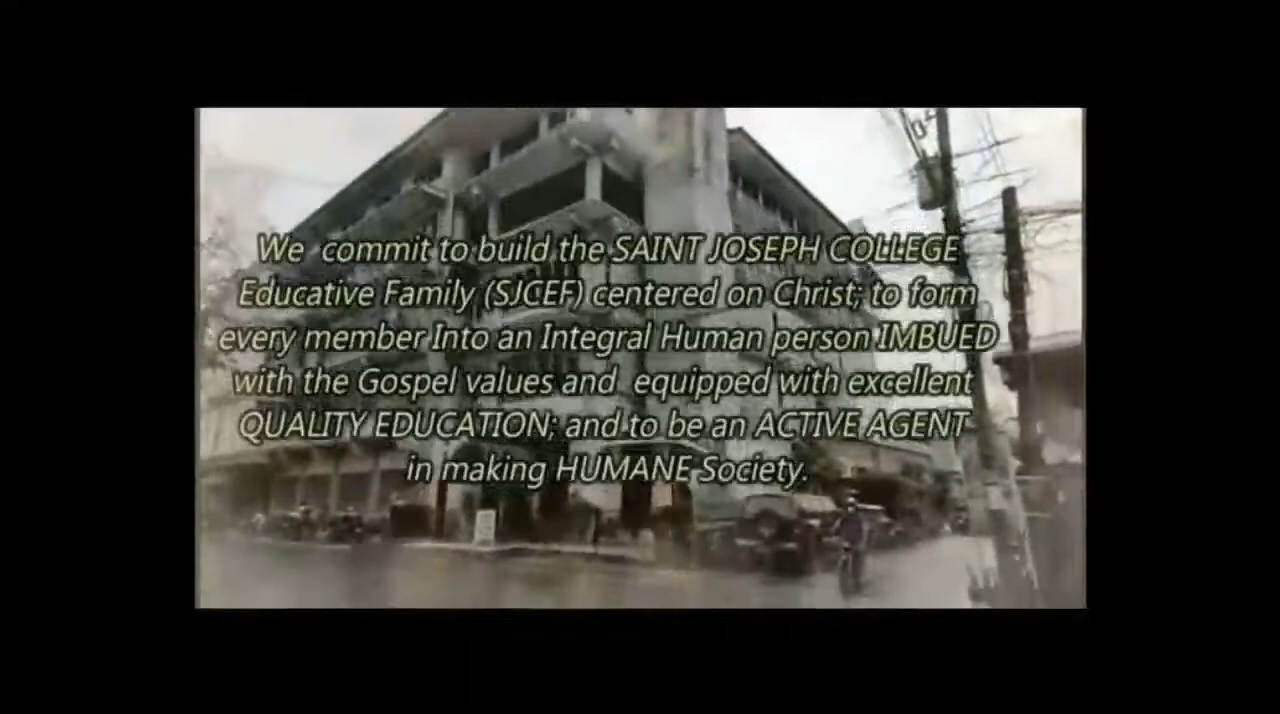 We commit to build the SAINT JOSEPH COLLEGE
Educative Family (SJCEF) centered on Christ; to form
every member Into an Integral Human person IMBUED
with the Gospel values and equipped with excellent
QUALITY EDUCATION; and to be an ACTIVE AGENT
in making HUMANE Society.